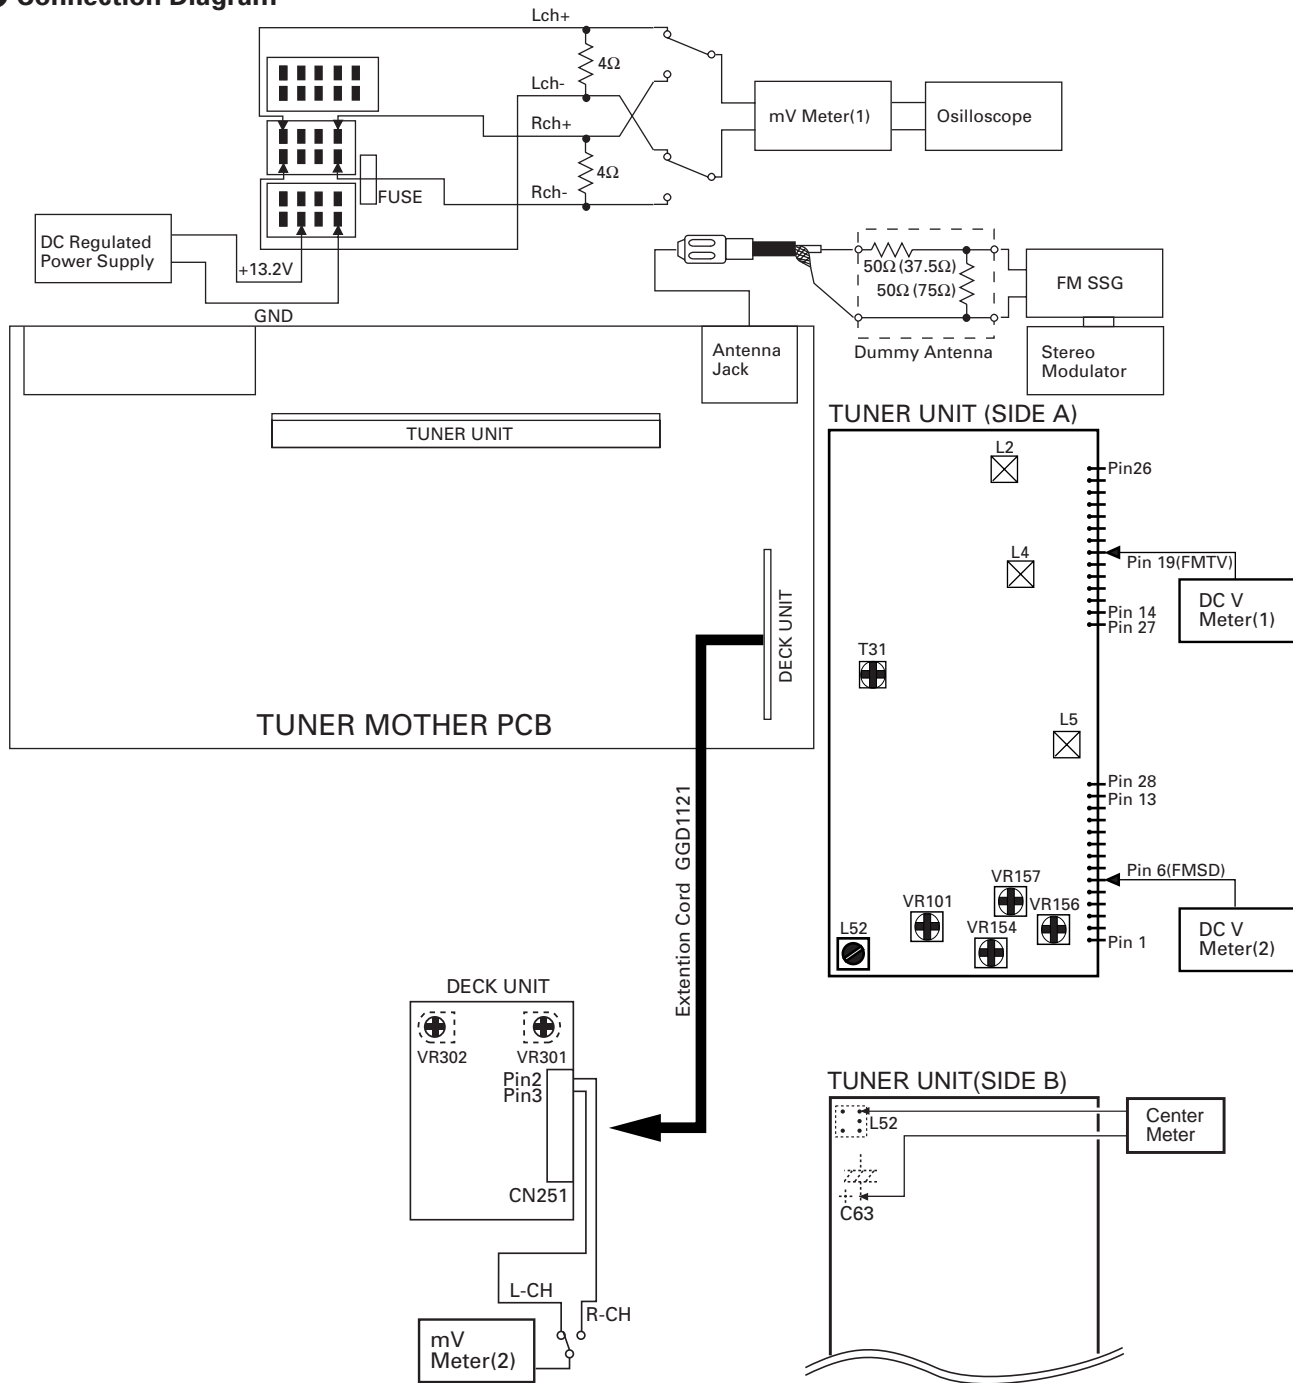 Connection Diagram
Lch+
4Ω
Lch-
Rch+
4Ω
Rch-
mV Meter(1)
Osilloscope
FUSE
DC Regulated
Power Supply
+13.2V
GND
50Ω(37.5Ω)
50Ω(75Ω)
FM SSG
Dummy Antenna
Stereo
Modulator
Antenna
Jack
TUNER UNIT
DECK UNIT
TUNER MOTHER PCB
TUNER UNIT (SIDE A)
L2
Pin26
L4
Pin 19(FMTV)
DC V
Meter(1)
Pin 14
Pin 27
T31
L5
Pin 28
Pin 13
Pin 6(FMSD)
VR157
VR101
VR156
L52
VR154
Pin 1
DC V
Meter(2)
Extention Cord  GGD1121
DECK UNIT
VR302
VR301
Pin2
Pin3
CN251
L-CH
R-CH
mV
Meter(2)
TUNER UNIT(SIDE B)
L52
Center
Meter
C63